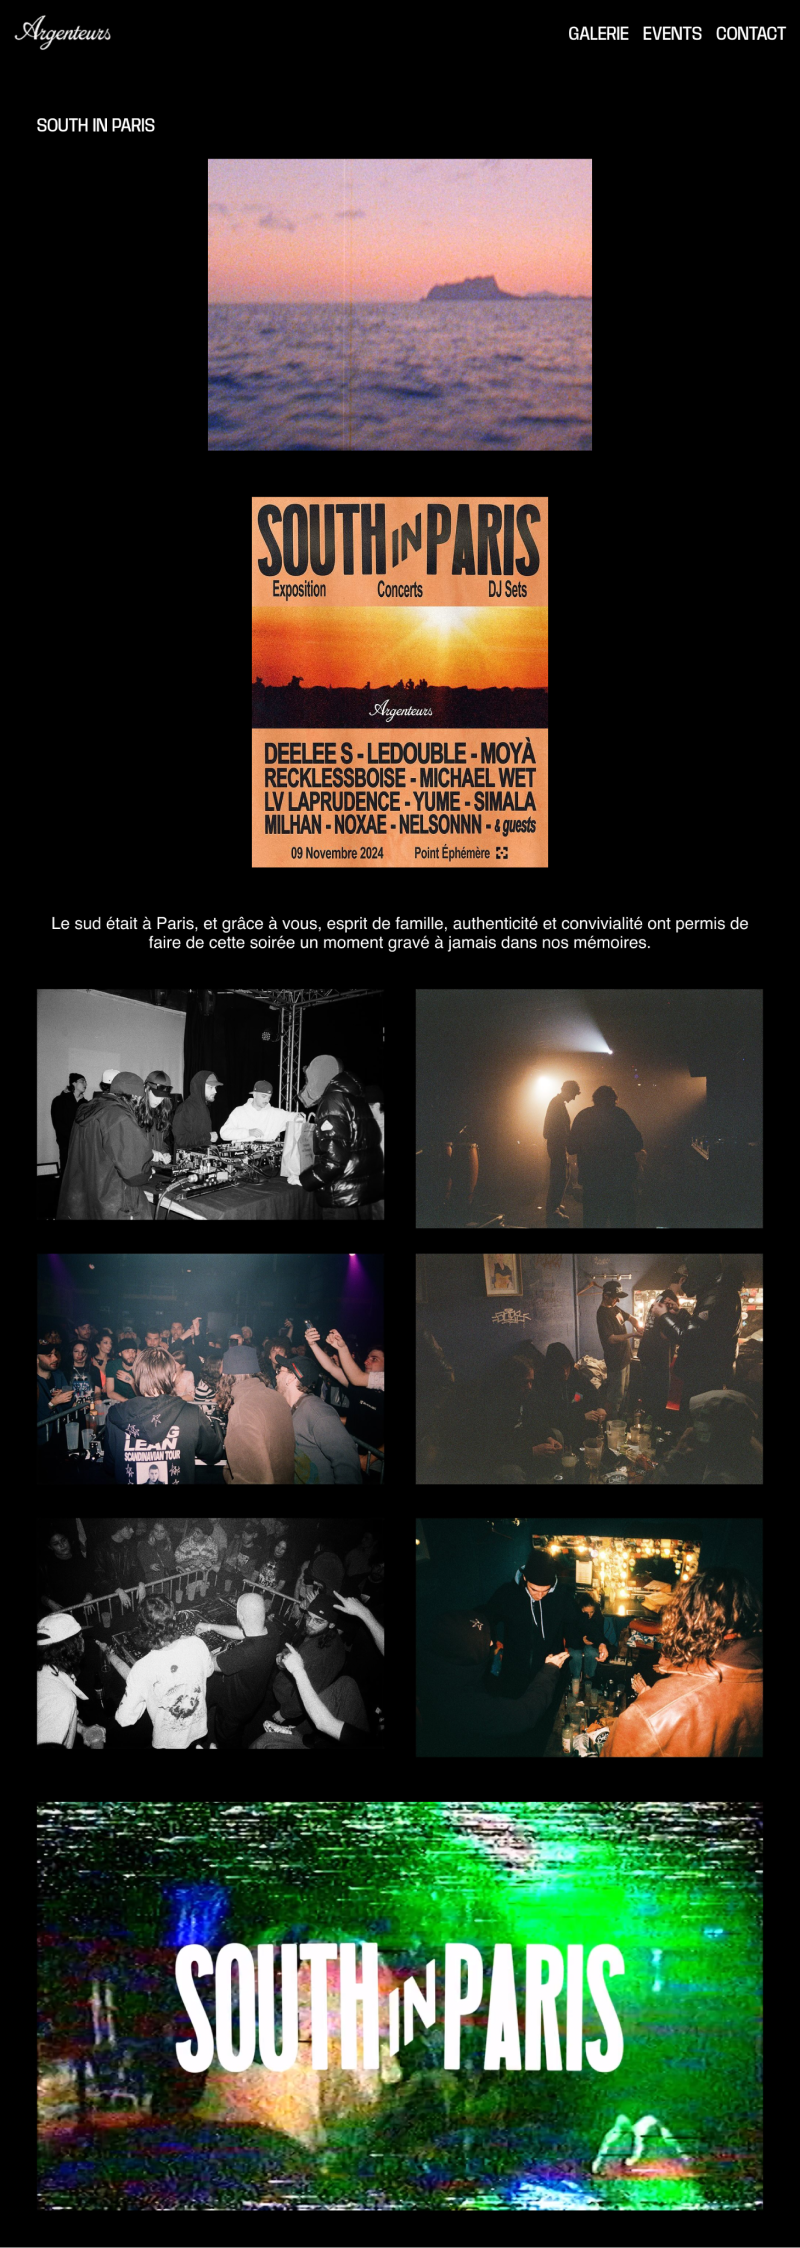 Argenteurs
GALERIE EVENTS CONTACT
SOUTH IN PARIS
SOUTH IN PARIS
Exposition Concerts DJ Sets
Argenteurs
DEELEE S - LEDOUBLE - MOYÀ
RECKLESSBOISE - MICHAEL WET
LV LAPRUDENCE - YUME - SIMALA
MILHAN - NOXAE - NELSONNN - & guests
09 Novembre 2024 Point Éphémère
Le sud était à Paris, et grâce à vous, esprit de famille, authenticité et convivialité ont permis de
faire de cette soirée un moment gravé à jamais dans nos mémoires.
LEAN
SCANDINAVIAN TOUR
SOUTH IN PARIS